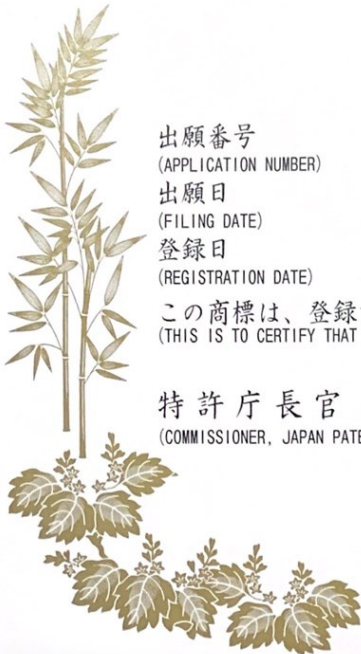 出願番号
(APPLICATION NUMBER)
出願日
(FILING DATE)
登録日
(REGISTRATION DATE)
この商標は、登録
(THIS IS TO CERTIFY THAT
特許庁長官
(COMMISSIONER, JAPAN PATE